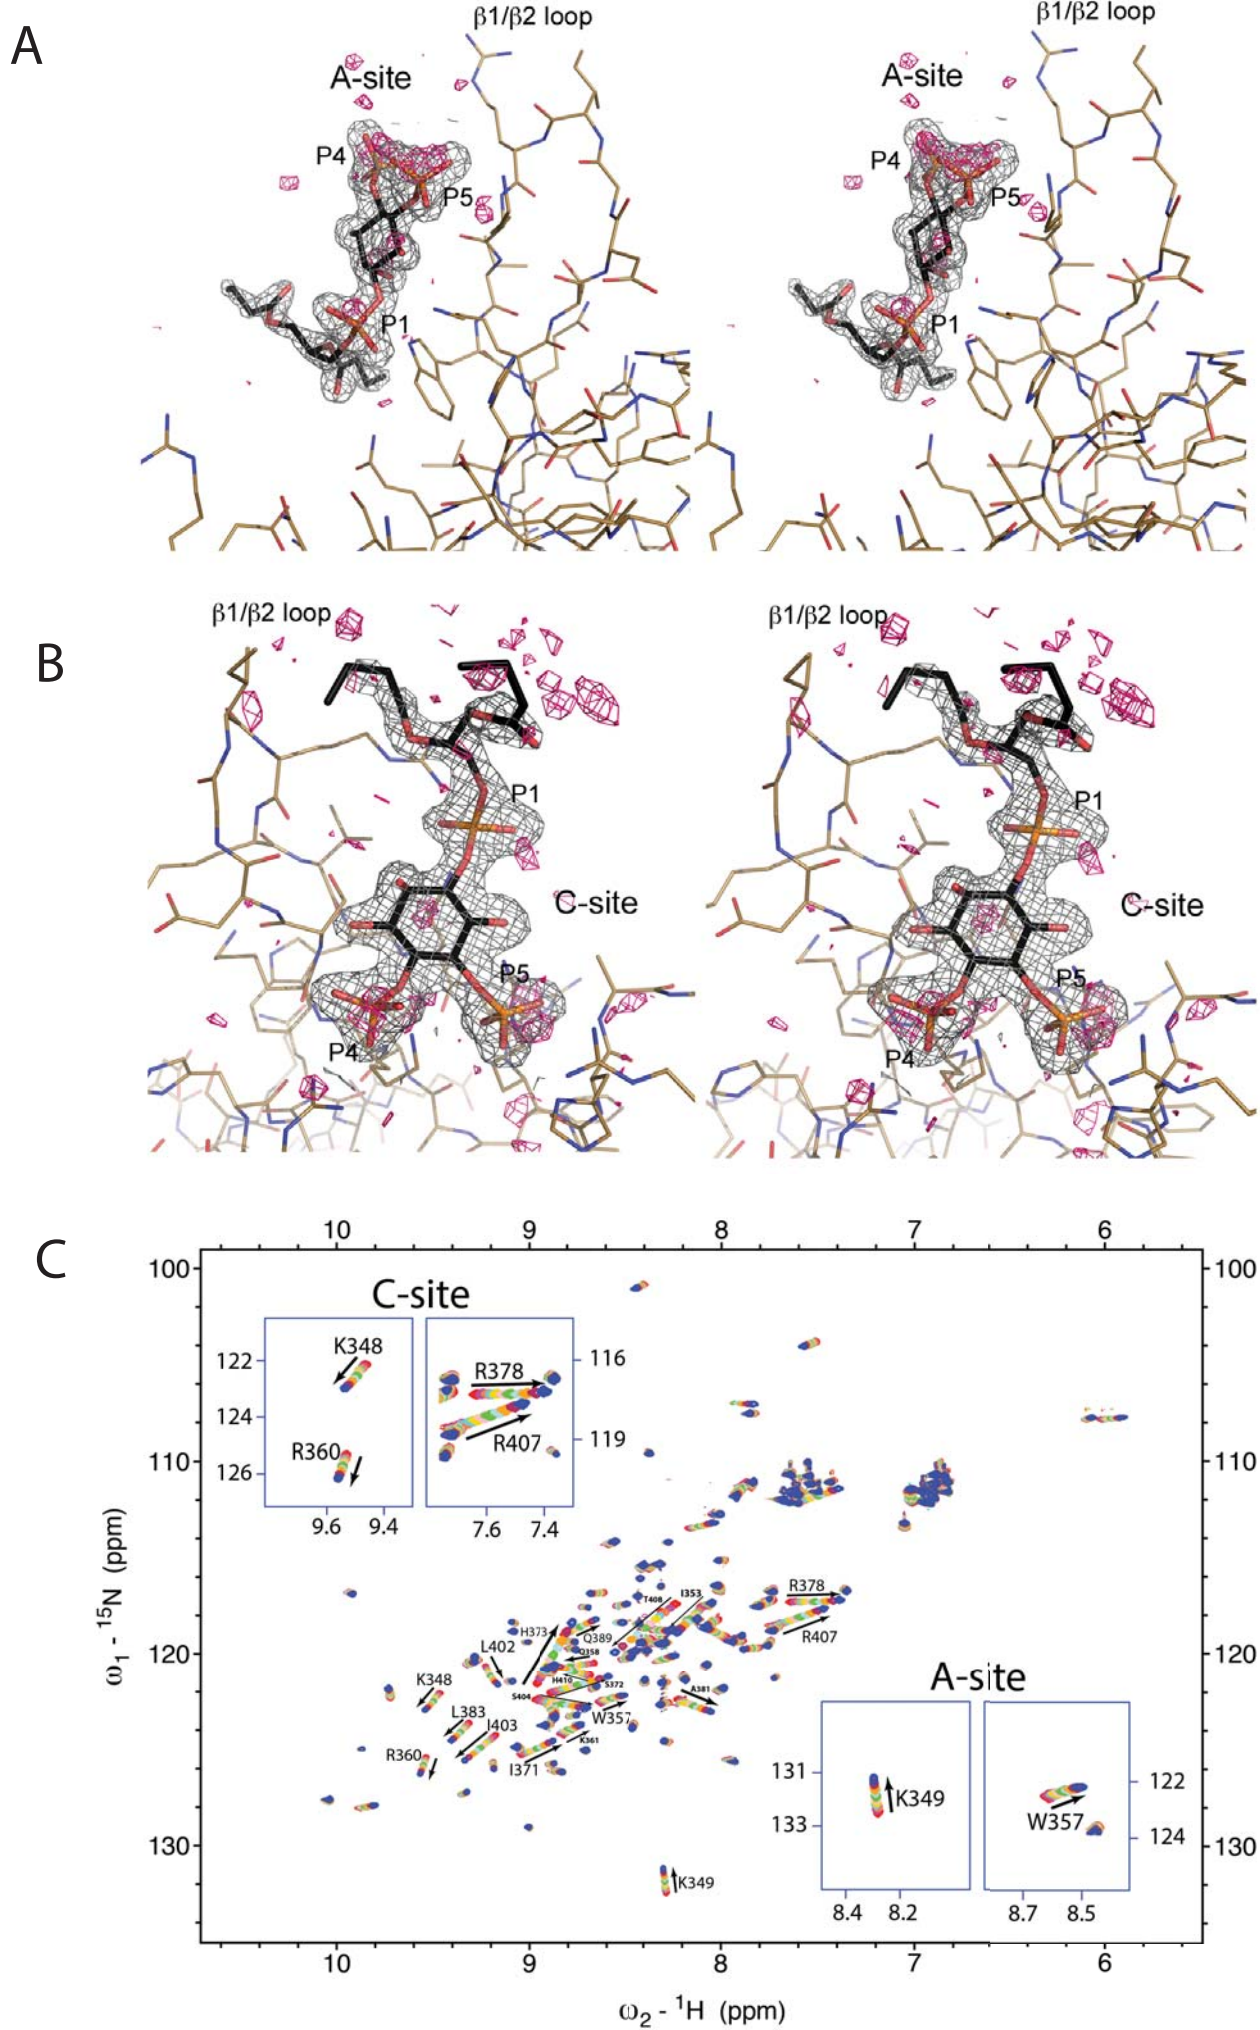 A
β1/β2 loop
β1/β2 loop
A-site
A-site
P4
P4
P5
P5
P1
P1
B
β1/β2 loop
β1/β2 loop
P1
P1
C-site
C-site
P5
P5
P4
P4
C
10 9 8 7 6
100 100
C-site
122 K348 116
R378
124
R407 119
R360
126
9.6 9.4 7.6 7.4
110 110
ω1 - 15N (ppm)
T408 I353 R378
H373 Q389 R407
120 120
L402 Q358
H410 S372
K348 S404 A381
W357
L383 I403
K361
R360 I371
A-site
131 122
K349
W357
133 124
8.4 8.2 8.7 8.5
130 130
K349
10 9 8 7 6
ω2 - 1H (ppm)